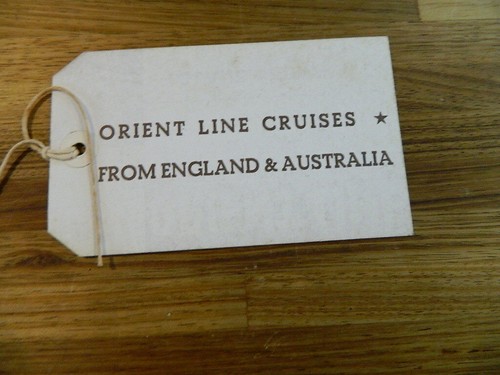 ORIENT LINE CRUISES ★
FROM ENGLAND & AUSTRALIA